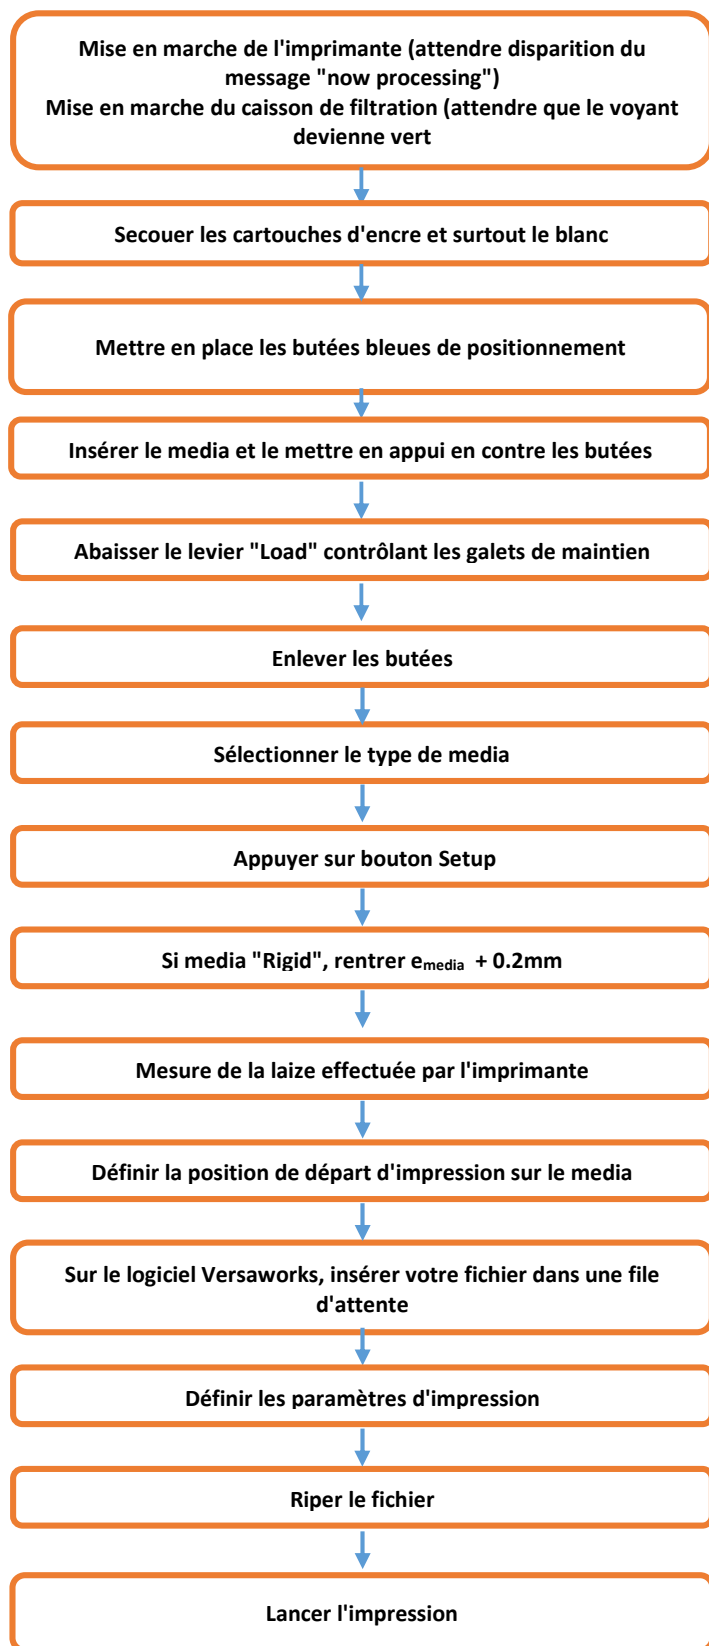 Mise en marche de l'imprimante (attendre disparition du
message "now processing")
Mise en marche du caisson de filtration (attendre que le voyant
devienne vert
Secouer les cartouches d'encre et surtout le blanc
Mettre en place les butées bleues de positionnement
Insérer le media et le mettre en appui en contre les butées
Abaisser le levier "Load" contrôlant les galets de maintien
Enlever les butées
Sélectionner le type de media
Appuyer sur bouton Setup
Si media "Rigid", rentrer emedia + 0.2mm
Mesure de la laize effectuée par l'imprimante
Définir la position de départ d'impression sur le media
Sur le logiciel Versaworks, insérer votre fichier dans une file
d'attente
Définir les paramètres d'impression
Riper le fichier
Lancer l'impression